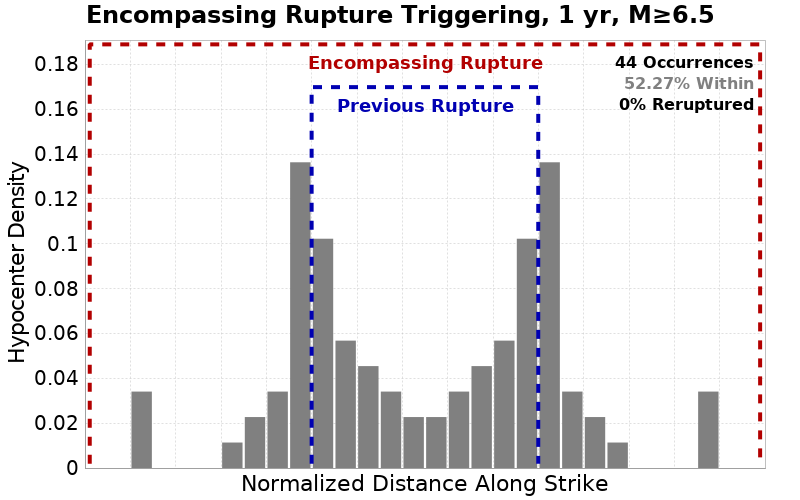 Encompassing Rupture Triggering, 1 yr, M≥6.5
Encompassing Rupture
Previous Rupture
44 Occurrences
52.27% Within
0% Reruptured
Hypocenter Density
0.18
0.16
0.14
0.12
0.1
0.08
0.06
0.04
0.02
0
Normalized Distance Along Strike